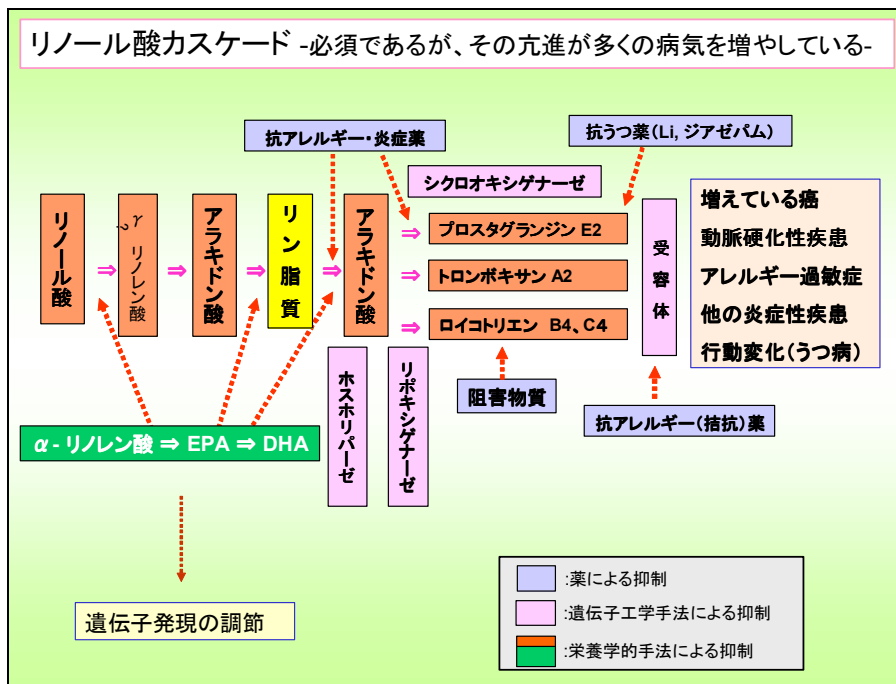 リノール酸カスケード -必須であるが、その亢進が多くの病気を増やしている-
抗アレルギー・炎症薬
抗うつ薬(Li, ジアゼパム)
シクロオキシゲナーゼ
リノール酸
⇒
γ-リノレン酸
⇒
アラキドン酸
⇒
リン脂質
⇒
アラキドン酸
⇒
プロスタグランジン E2
⇒
トロンボキサン A2
⇒
ロイコトリエン B4、C4
受容体
増えている癌
動脈硬化性疾患
アレルギー過敏症
他の炎症性疾患
行動変化(うつ病)
ホスホリパーゼ
リポキシゲナーゼ
阻害物質
抗アレルギー(拮抗)薬
α- リノレン酸 ⇒ EPA ⇒ DHA
遺伝子発現の調節
:薬による抑制
:遺伝子工学手法による抑制
:栄養学的手法による抑制